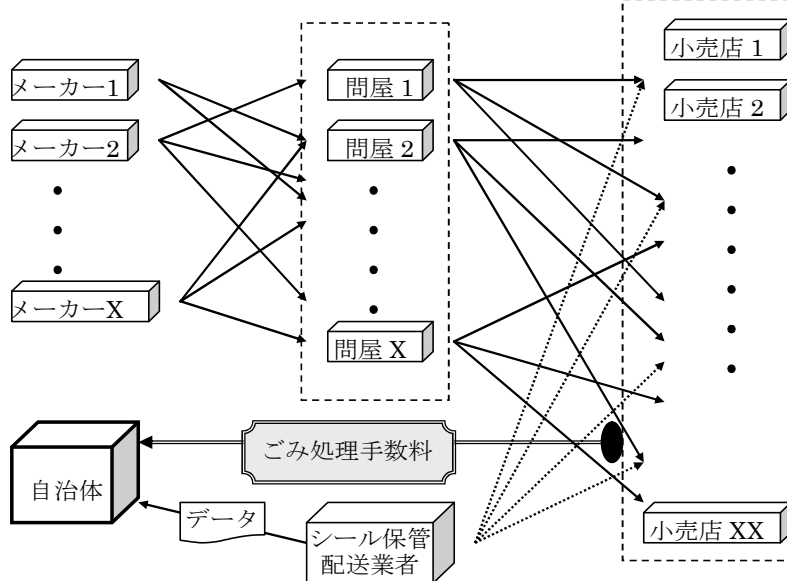 メーカー1
メーカー2
メーカーX
問屋 1
問屋 2
問屋 X
小売店 1
小売店 2
小売店 XX
ごみ処理手数料
自治体
データ
シール保管
配送業者